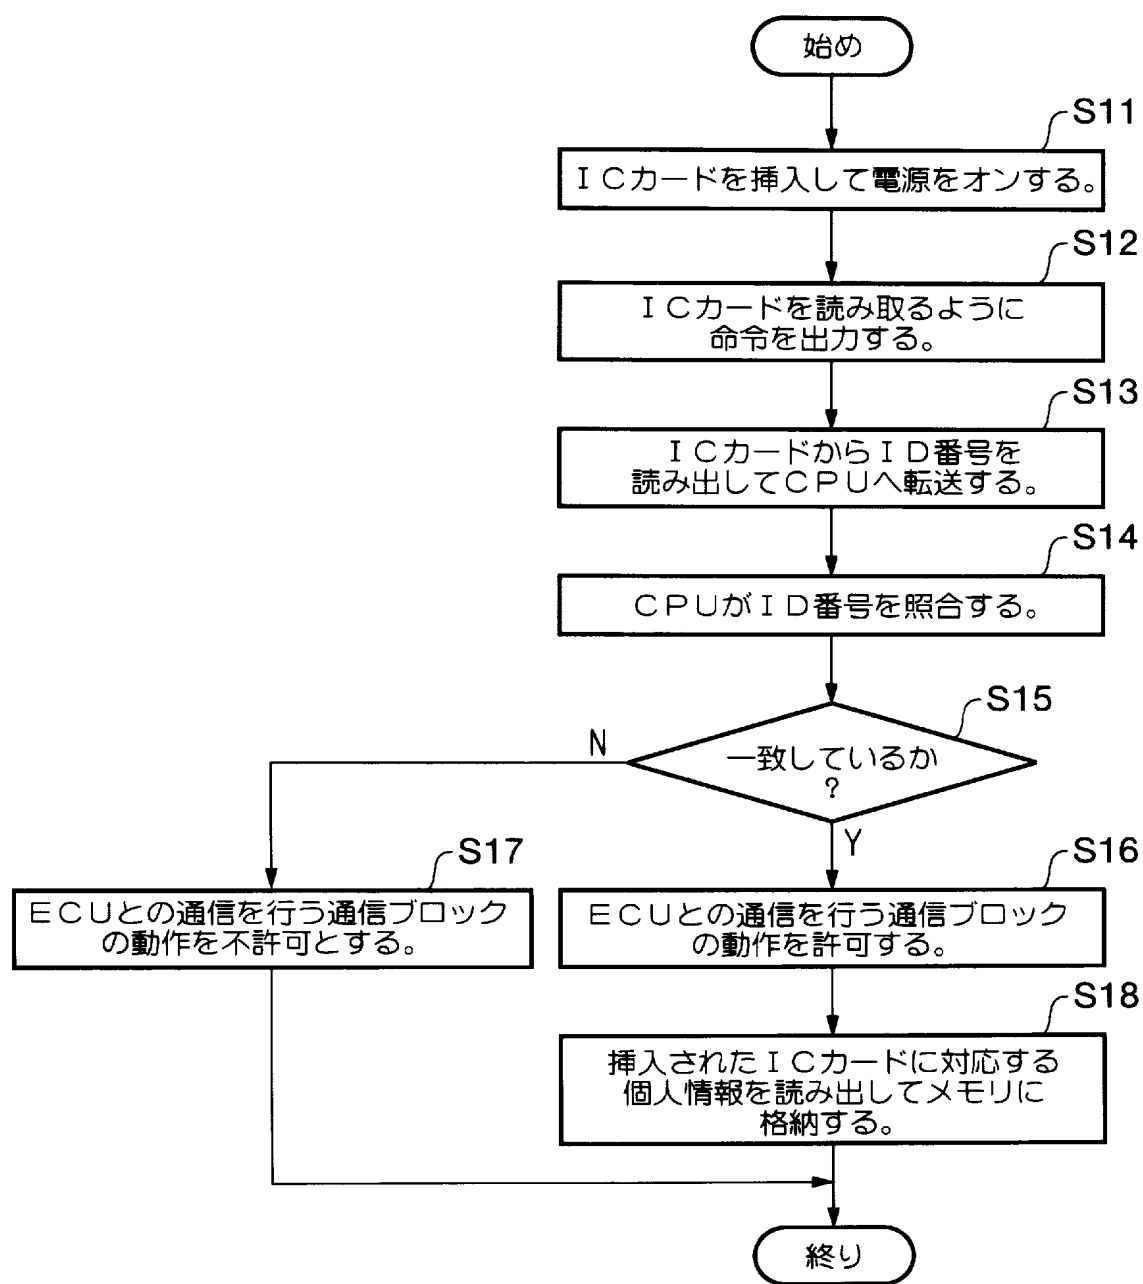 始め
S11
ICカードを挿入して電源をオンする。
S12
ICカードを読み取るように
命令を出力する。
S13
ICカードからID番号を
読み出してCPUへ転送する。
S14
CPUがID番号を照合する。
S15
一致しているか
?
N
Y
S17
ECUとの通信を行う通信ブロック
の動作を不許可とする。
S16
ECUとの通信を行う通信ブロック
の動作を許可する。
S18
挿入されたICカードに対応する
個人情報を読み出してメモリに
格納する。
終り